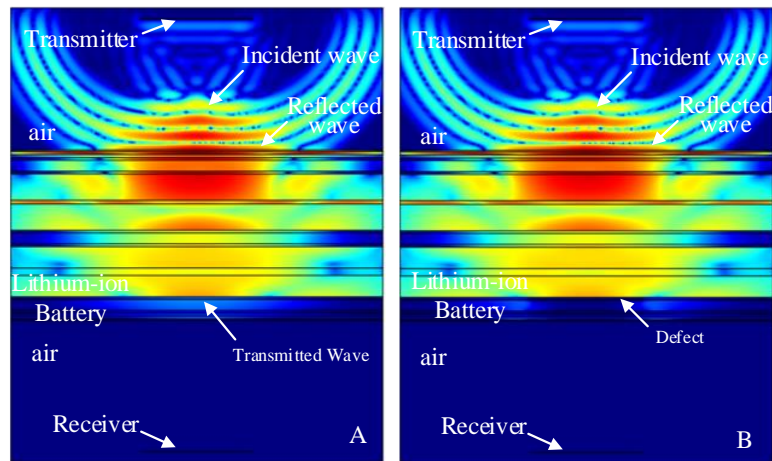 Transmitter
Incident wave
Reflected
wave
air
Lithium-ion
Battery
Transmitted Wave
air
Receiver
A
Transmitter
Incident wave
Reflected
wave
air
Lithium-ion
Battery
Defect
air
Receiver
B